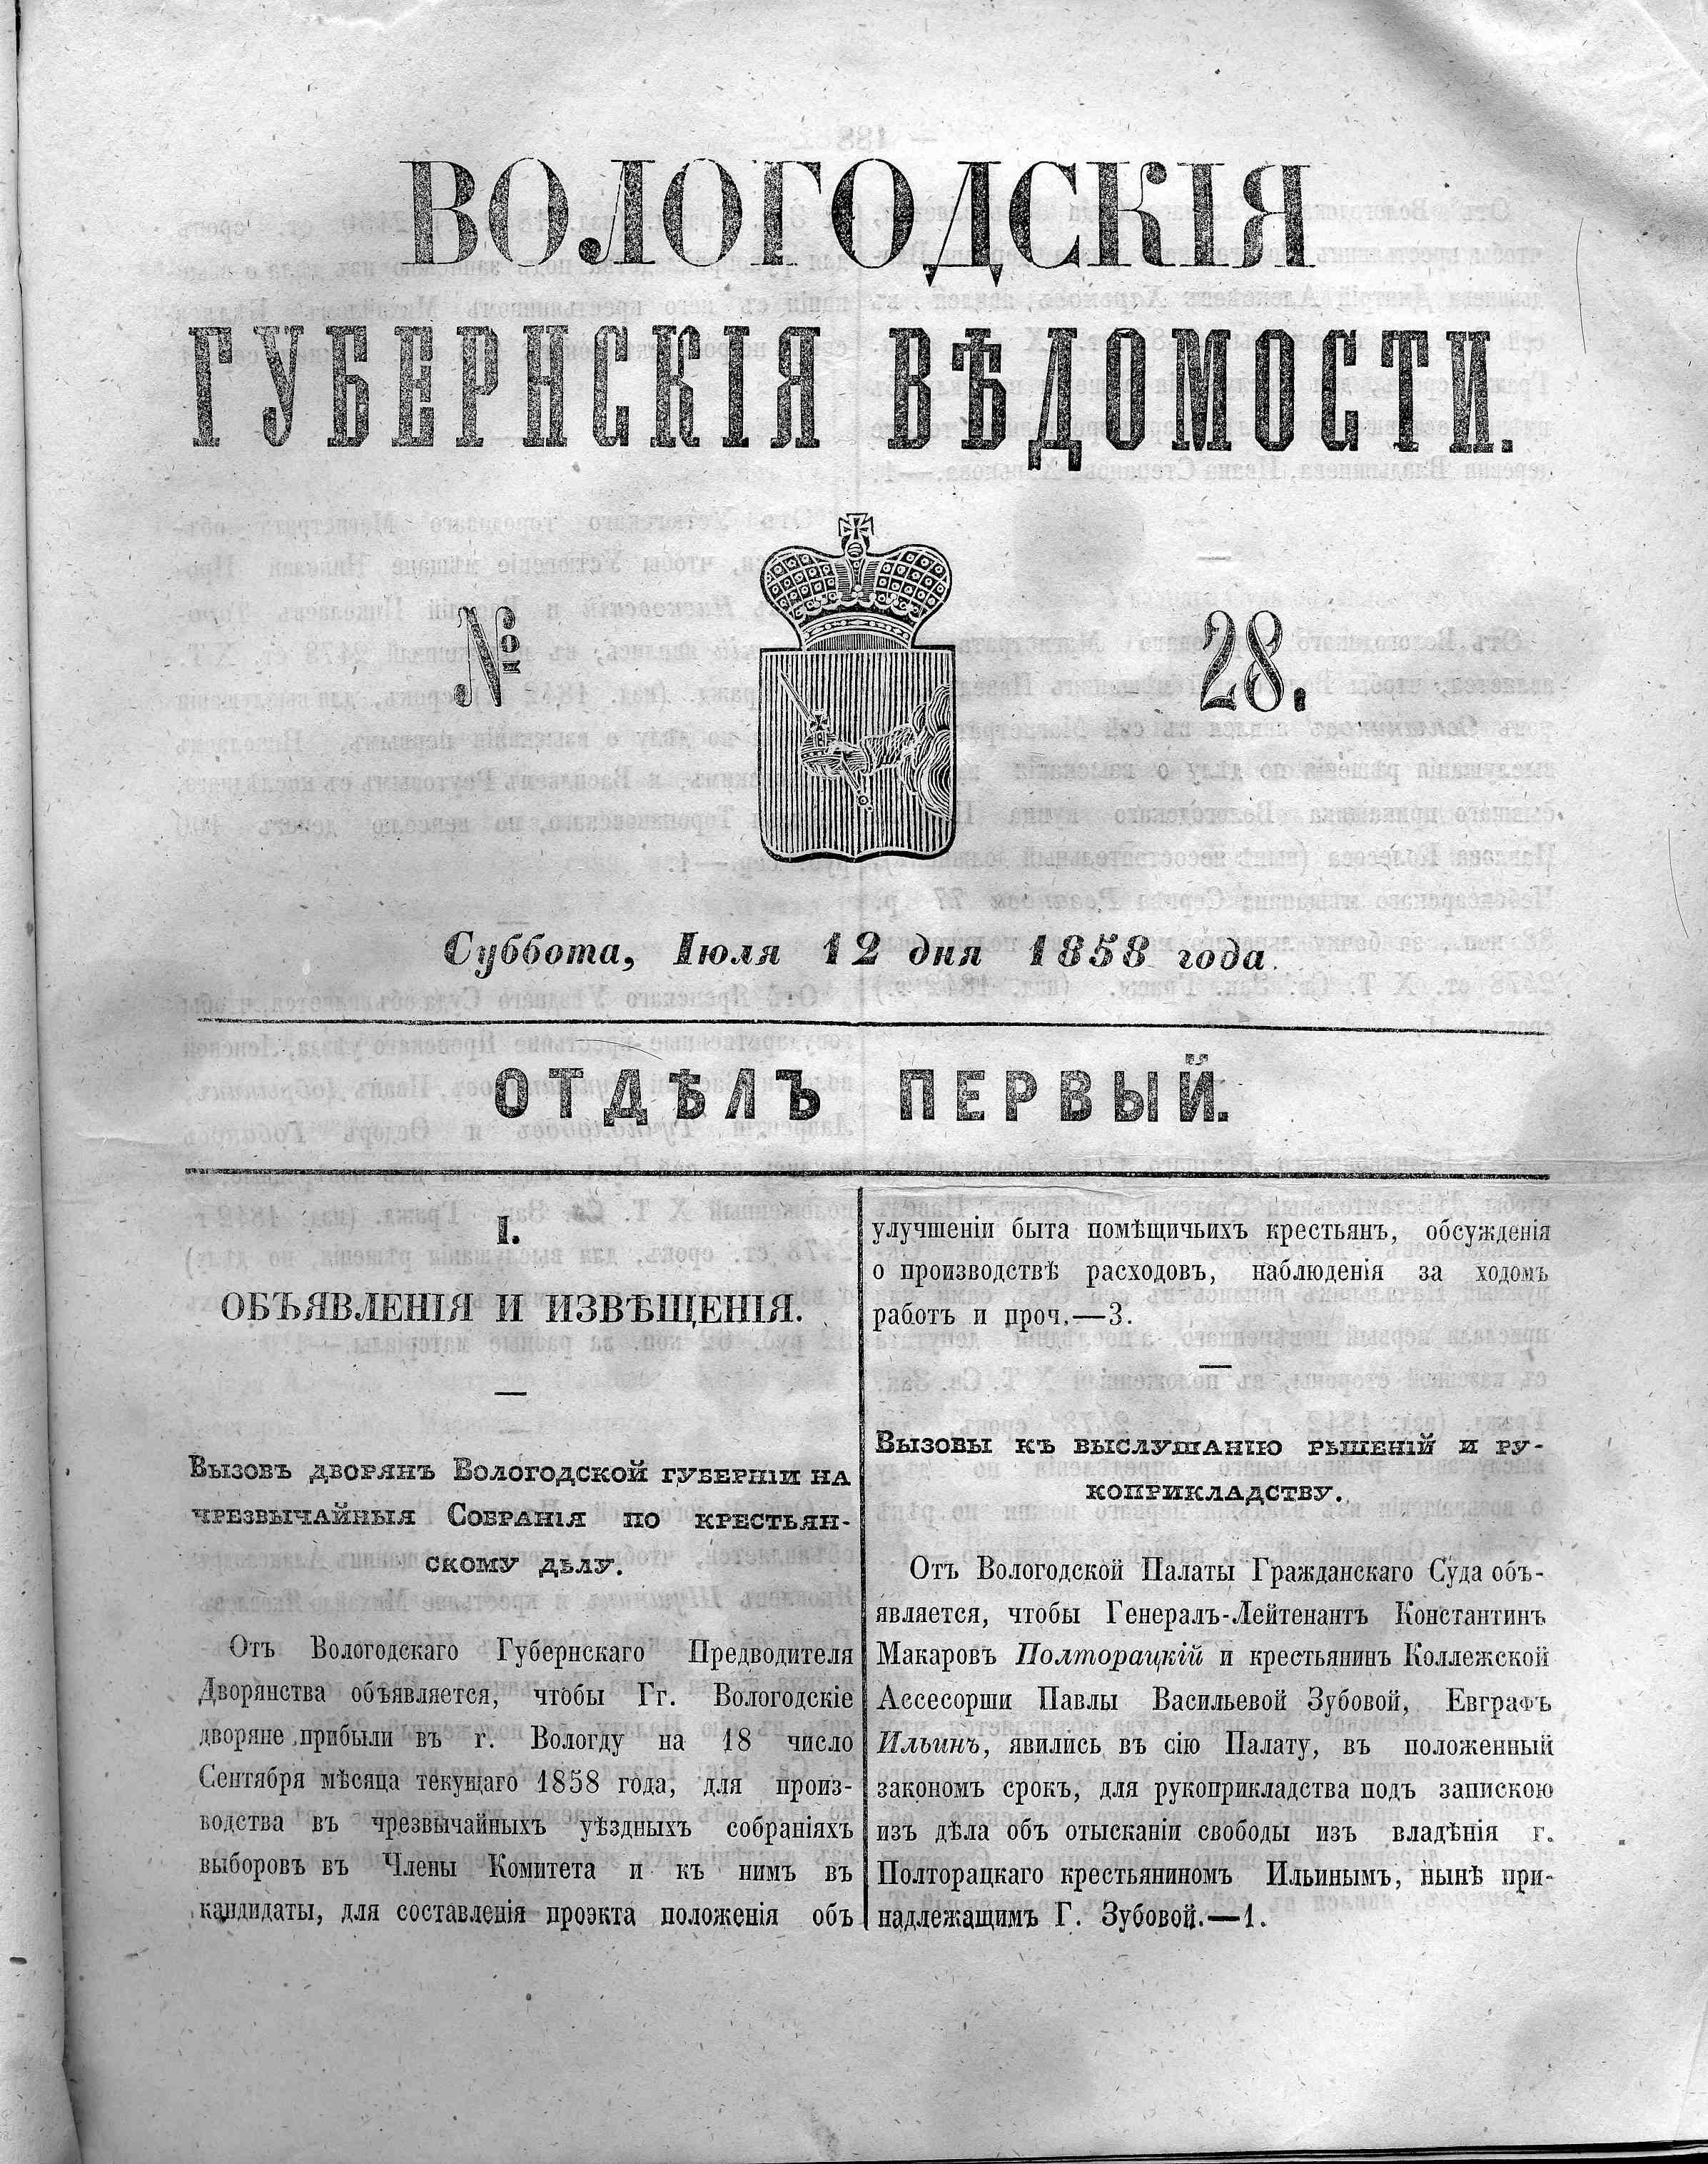 ВОЛОГОДСКІЯ
ГУБЕРНСКІЯ ВѢДОМОСТИ.
№ 28.
Суббота, Іюля 12 дня 1858 года.
ОТДѢЛЪ ПЕРВЫЙ.
I.
ОБЪЯВЛЕНІЯ И ИЗВѢЩЕНІЯ.
—
Вызовъ дворянъ Вологодской губерніи на
чрезвычайныя Собранія по крестьян-
скому дѣлу.
Отъ Вологодскаго Губернскаго Предводителя
Дворянства объявляется, чтобы Гг. Вологодскіе
дворяне прибыли въ г. Вологду на 18 число
Сентября мѣсяца текущаго 1858 года, для произ-
водства въ чрезвычайныхъ уѣздныхъ собраніяхъ
выборовъ въ Члены Комитета и къ нимъ въ
кандидаты, для составленія проэкта положенія объ
улучшеніи быта помѣщичьихъ крестьян, обсужденія
о производствѣ расходовъ, наблюденія за ходомъ
работъ и проч.—3.
—
Вызовы къ выслушанію рѣшеній и ру-
коприкладству.
Отъ Вологодской Палаты Гражданскаго Суда объ-
является, чтобы Генералъ-Лейтенантъ Константинъ
Макаровъ Полторацкій и крестьянинъ Коллежской
Ассесорши Павлы Васильевой Зубовой, Евграфъ
Ильинъ, явились въ сію Палату, въ положенный
закономъ срокъ, для рукоприкладства подъ запискою
изъ дѣла объ отысканіи свободы изъ владѣнія г.
Полторацкаго крестьяниномъ Ильинымъ, нынѣ при-
надлежащимъ Г. Зубовой.—1.